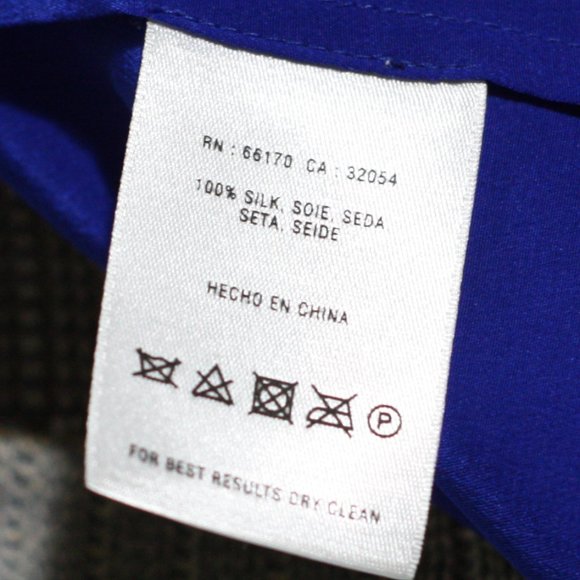 RN : 66170 CA : 32054
100% SILK, SOIE, SEDA
SETA, SEIDE
HECHO EN CHINA
P
FOR BEST RESULTS DRY CLEAN